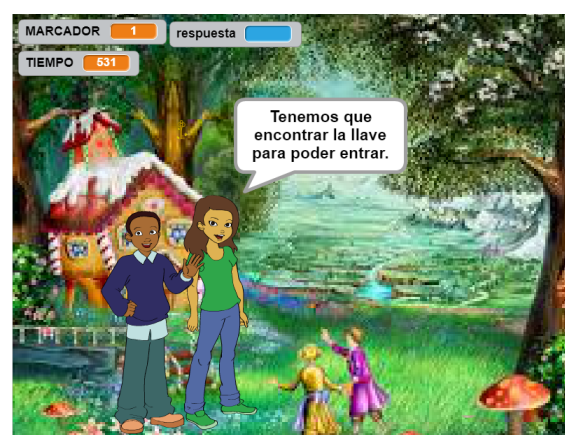 MARCADOR 1 respuesta
TIEMPO 531
Tenemos que
encontrar la llave
para poder entrar.